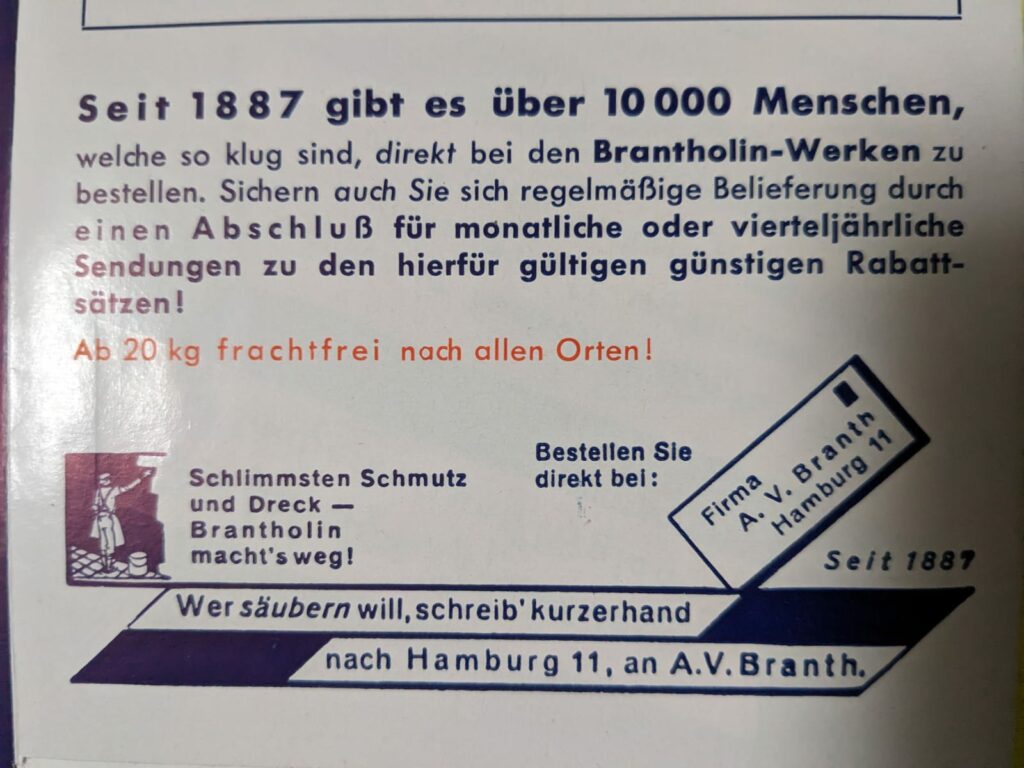 Seit 1887 gibt es über 10 000 Menschen,
welche so klug sind, direkt bei den Brantholin-Werken zu
bestellen. Sichern auch Sie sich regelmäßige Belieferung durch
einen Abschluß für monatliche oder vierteljährliche
Sendungen zu den hierfür gültigen günstigen Rabatt-
sätzen!
Ab 20 kg frachtfrei nach allen Orten!
Schlimmsten Schmutz
und Dreck —
Brantholin
macht's weg!
Bestellen Sie
direkt bei:
Firma
A. V. Branth
Hamburg 11
Seit 1887
Wer säubern will, schreib' kurzerhand
nach Hamburg 11, an A.V. Branth.